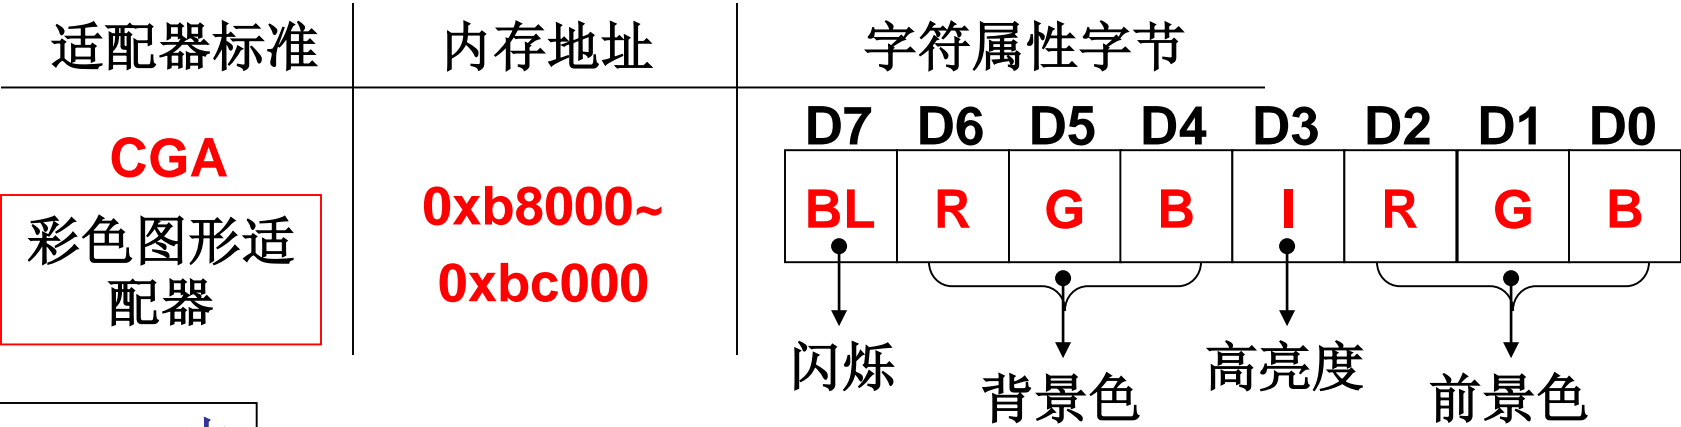 适配器标准 内存地址 字符属性字节
D7 D6 D5 D4 D3 D2 D1 D0
CGA
BL R G B I R G B
0xb8000~
彩色图形适
配器
0xbc000
闪烁 高亮度
背景色 前景色